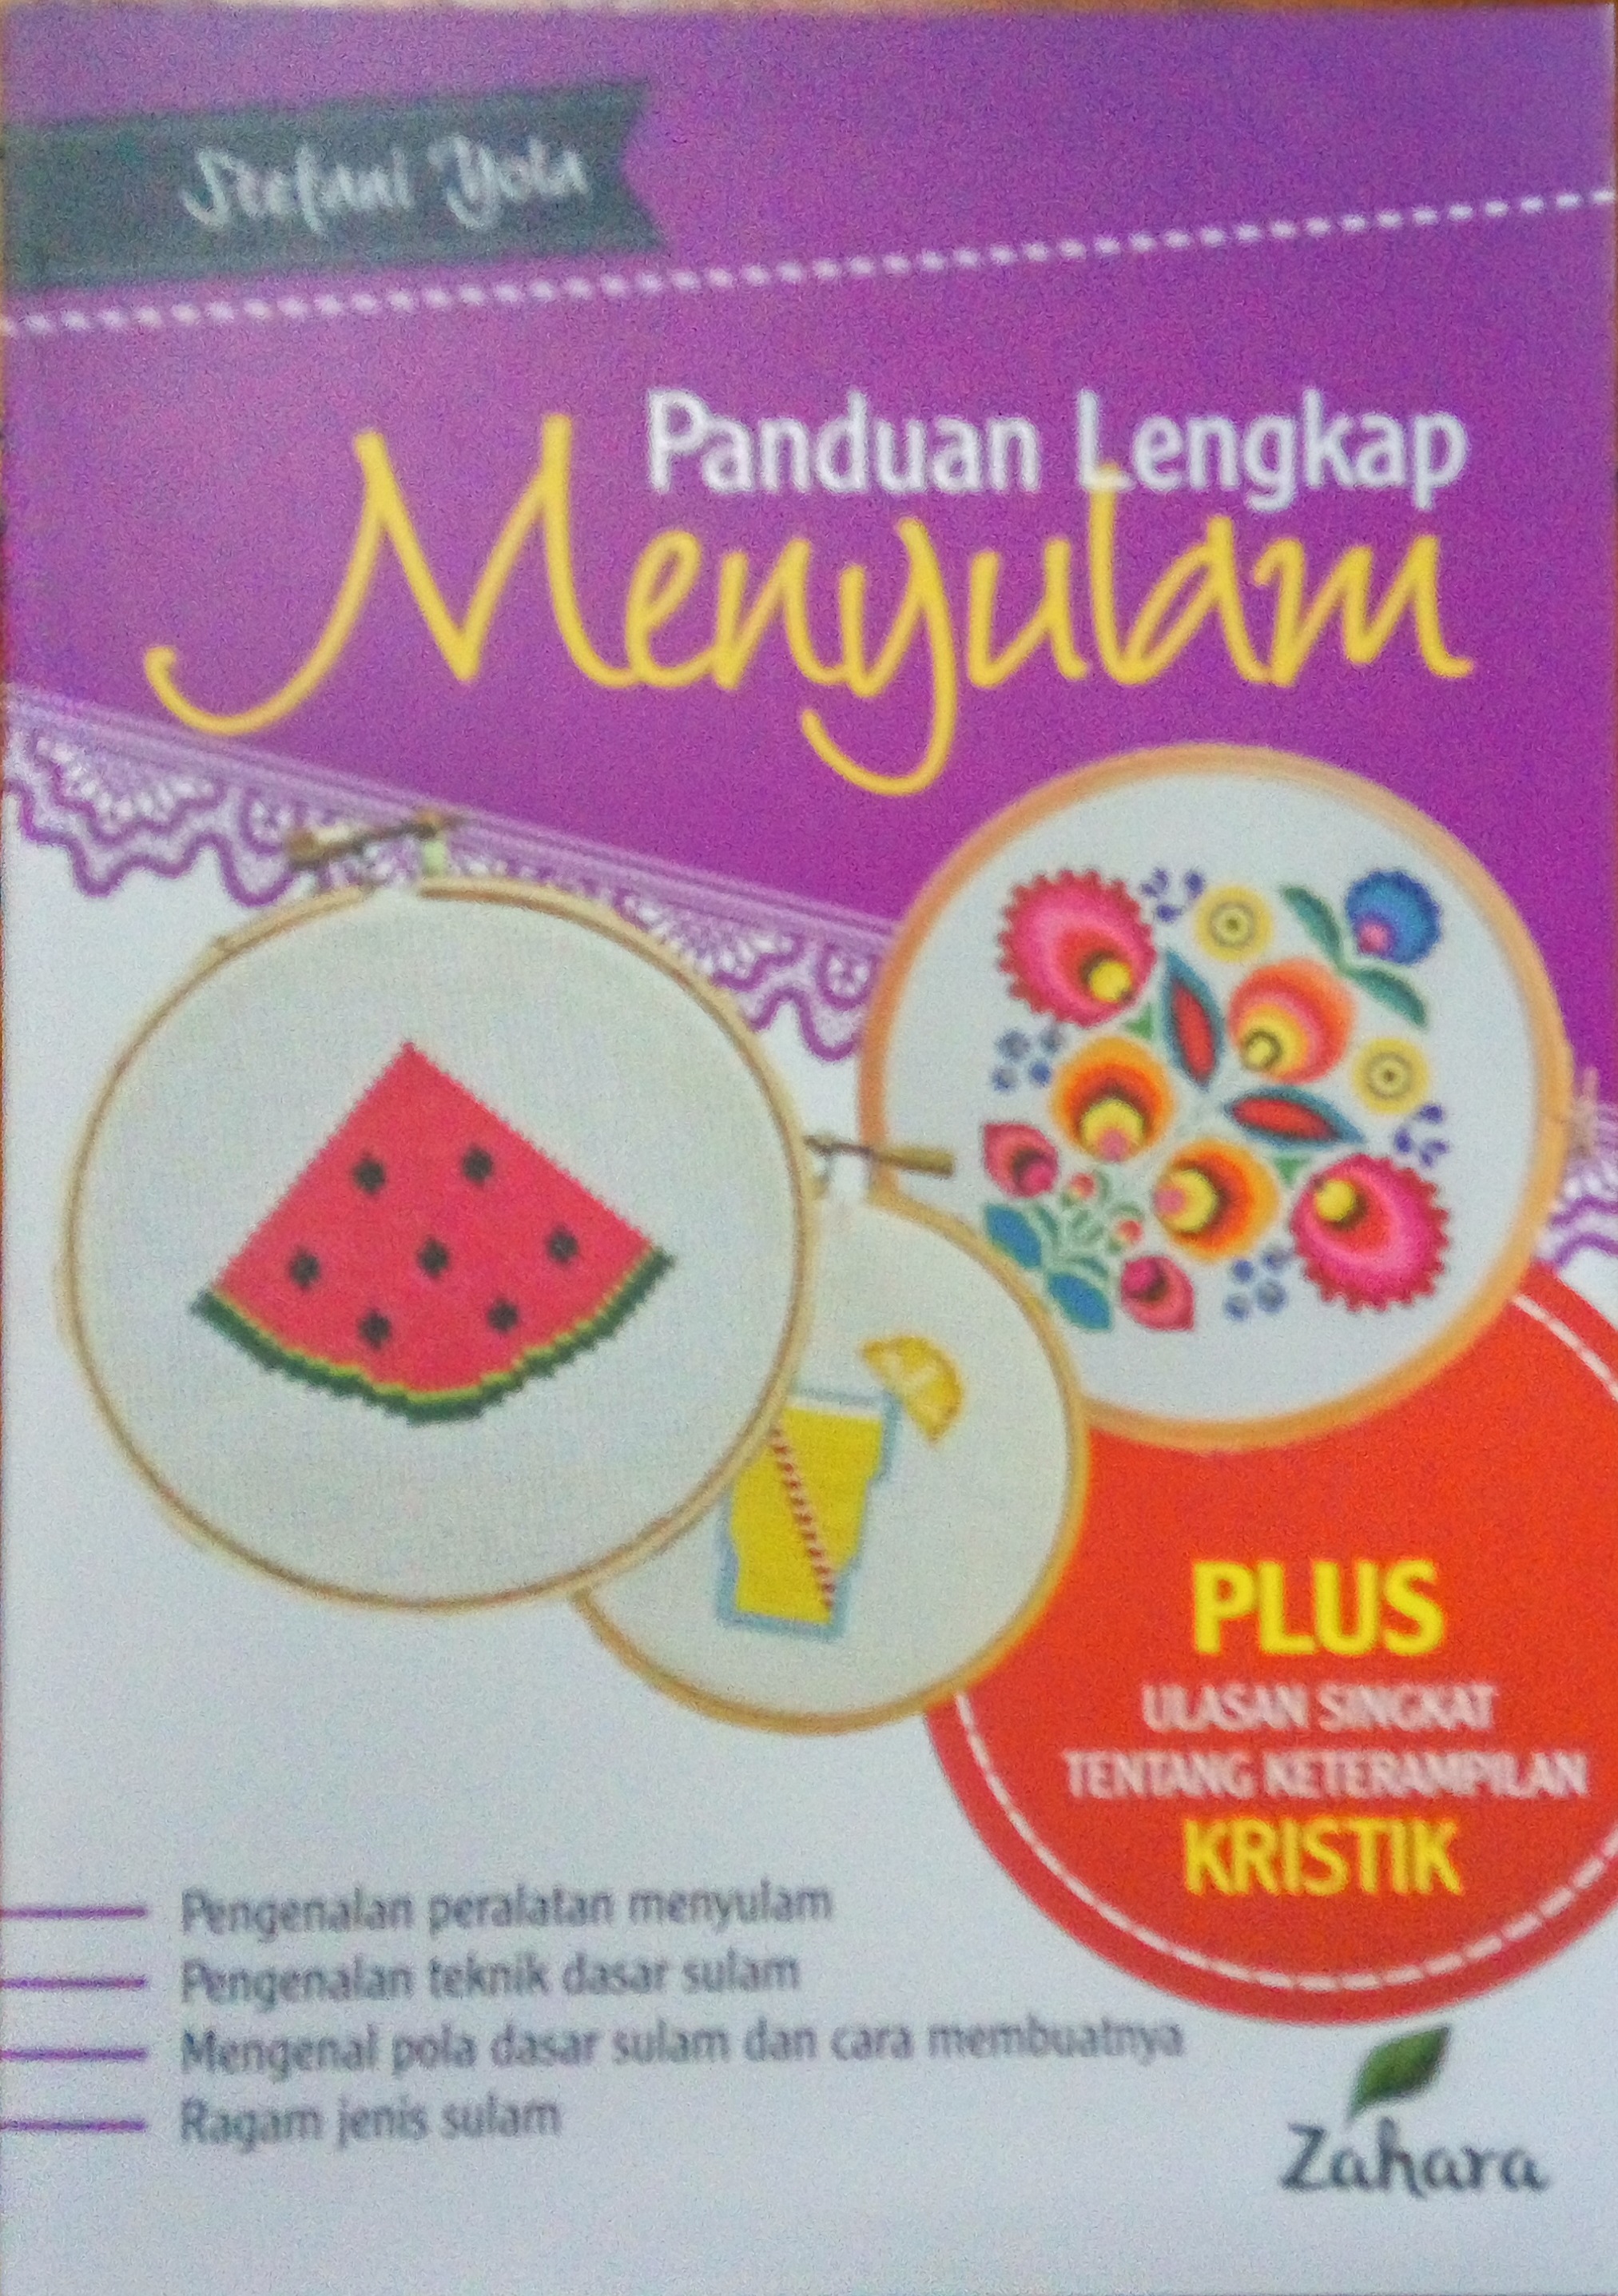 Stefani Yola
Panduan Lengkap
Menyulam
PLUS
ULASAN SINGKAT
TENTANG KETERAMPILAN
KRISTIK
Pengenalan peralatan menyulam
Pengenalan teknik dasar sulam
Mengenal pola dasar sulam dan cara membuatnya
Ragam jenis sulam
Zahara